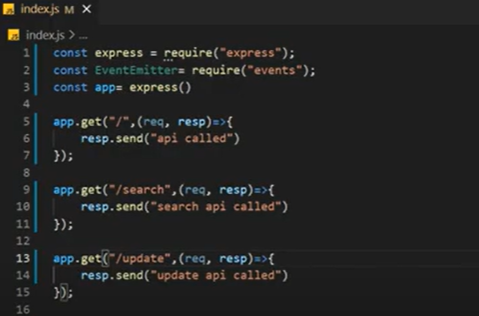 index.js M ×
index.js > ...
1 const express = require("express");
2 const EventEmitter= require("events");
3 const app= express()
4
5 app.get("/",(req, resp)=>{
6 resp.send("api called")
7 });
8
9 app.get("/search",(req, resp)=>{
10 resp.send("search api called")
11 });
12
13 app.get("/update",(req, resp)=>{
14 resp.send("update api called")
15 });
16